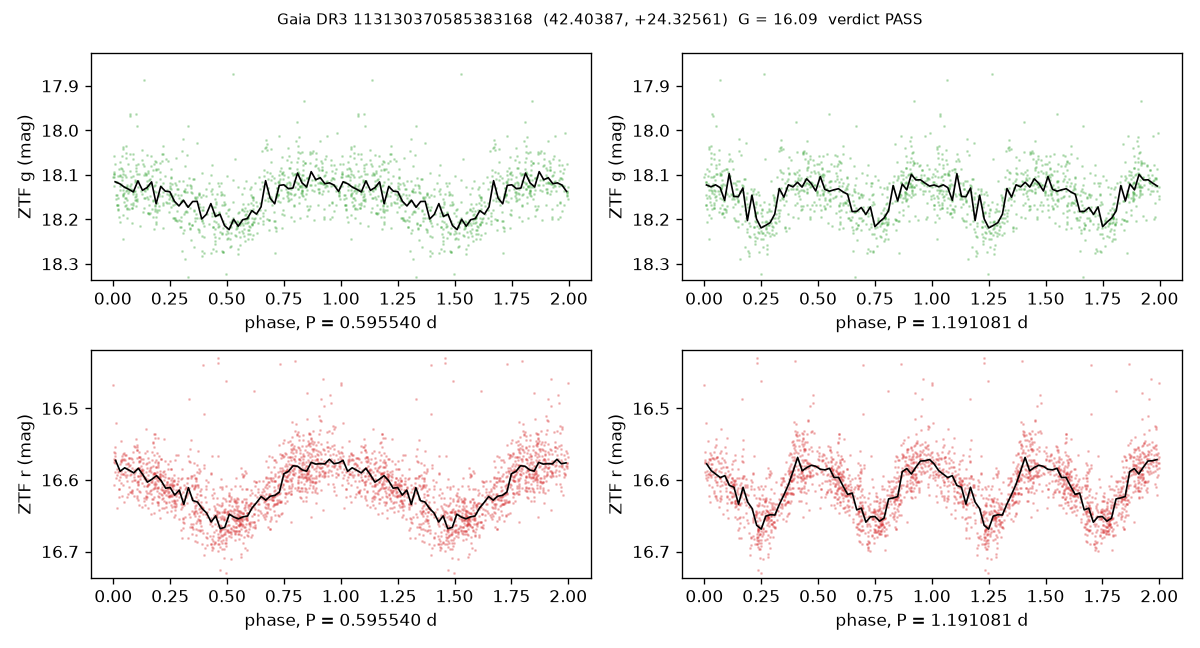 Gaia DR3 113130370585383168  (42.40387, +24.32561)  G = 16.09  verdict PASS
ZTF g (mag)
17.9
18.0
18.1
18.2
18.3
0.00 0.25 0.50 0.75 1.00 1.25 1.50 1.75 2.00
phase, P = 0.595540 d
ZTF g (mag)
17.9
18.0
18.1
18.2
18.3
0.00 0.25 0.50 0.75 1.00 1.25 1.50 1.75 2.00
phase, P = 1.191081 d
ZTF r (mag)
16.5
16.6
16.7
0.00 0.25 0.50 0.75 1.00 1.25 1.50 1.75 2.00
phase, P = 0.595540 d
ZTF r (mag)
16.5
16.6
16.7
0.00 0.25 0.50 0.75 1.00 1.25 1.50 1.75 2.00
phase, P = 1.191081 d